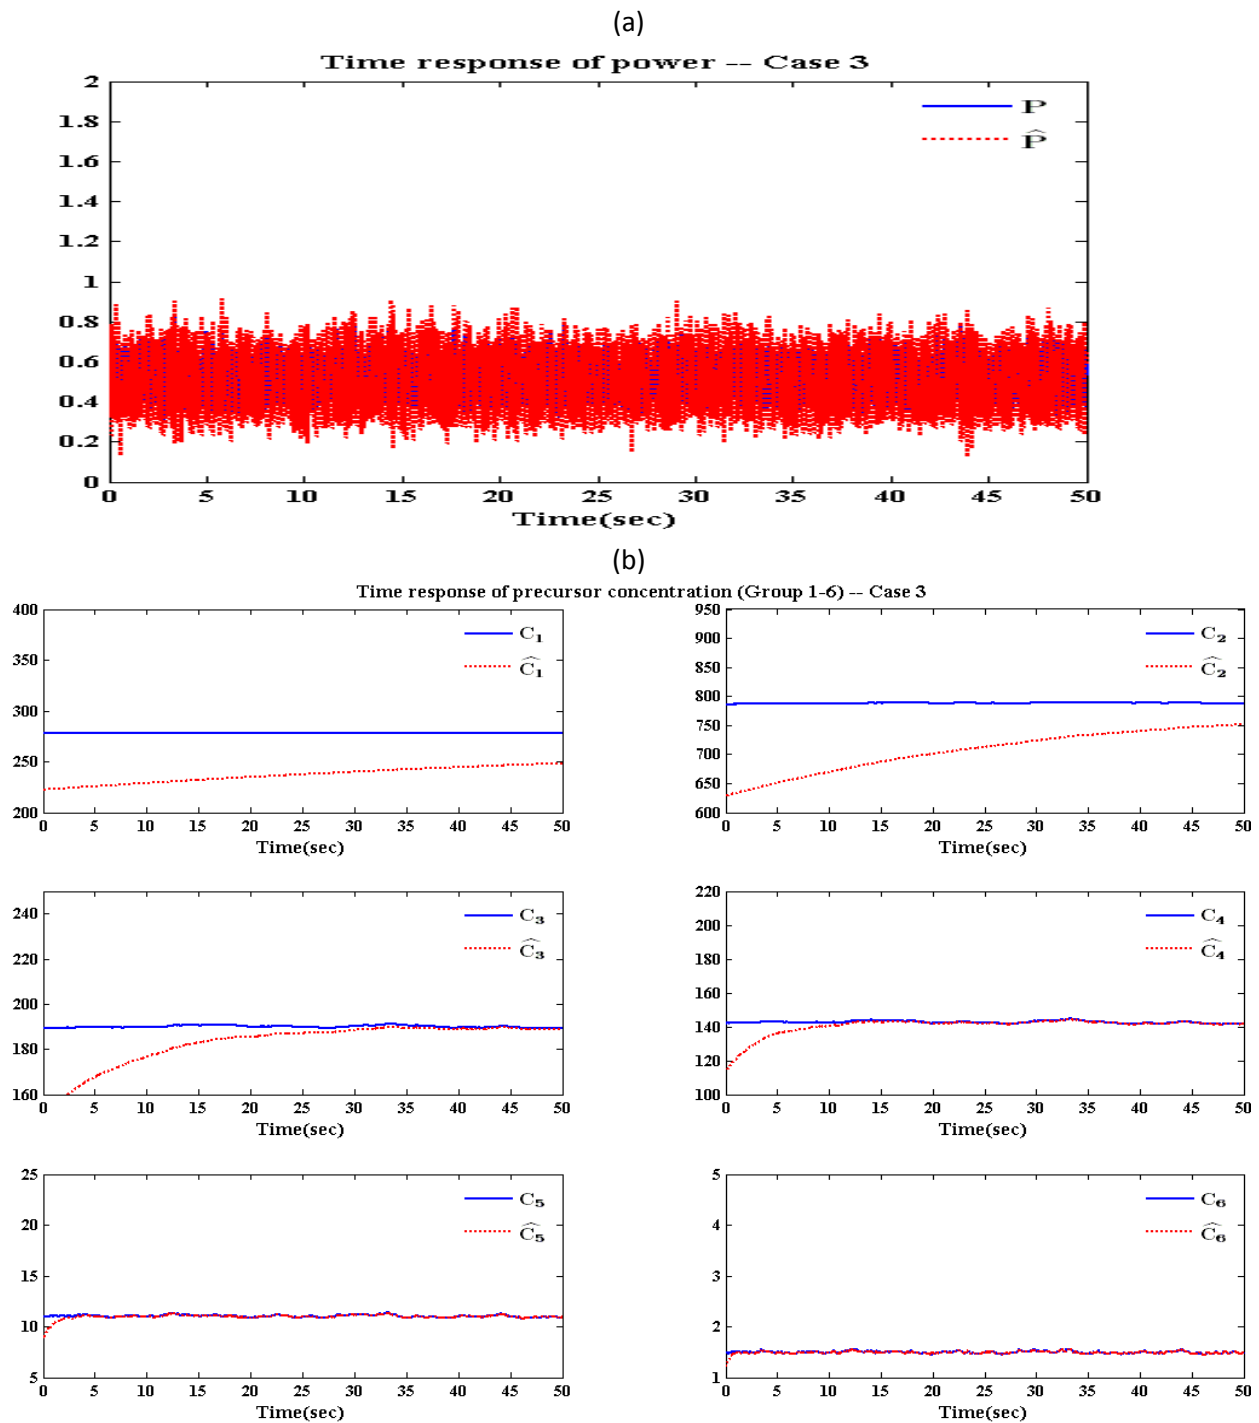 (a)
Time response of power -- Case 3
2
1.8
1.6
1.4
1.2
1
0.8
0.6
0.4
0.2
0
P
P̂
0 5 10 15 20 25 30 35 40 45 50
Time(sec)
(b)
Time response of precursor concentration (Group 1-6) -- Case 3
400
350
300
250
200
C₁
Ĉ₁
0 5 10 15 20 25 30 35 40 45 50
Time(sec)
950
900
850
800
750
700
650
600
C₂
Ĉ₂
0 5 10 15 20 25 30 35 40 45 50
Time(sec)
240
220
200
180
160
C₃
Ĉ₃
0 5 10 15 20 25 30 35 40 45 50
Time(sec)
220
200
180
160
140
120
100
C₄
Ĉ₄
0 5 10 15 20 25 30 35 40 45 50
Time(sec)
25
20
15
10
5
C₅
Ĉ₅
0 5 10 15 20 25 30 35 40 45 50
Time(sec)
5
4
3
2
1
C₆
Ĉ₆
0 5 10 15 20 25 30 35 40 45 50
Time(sec)